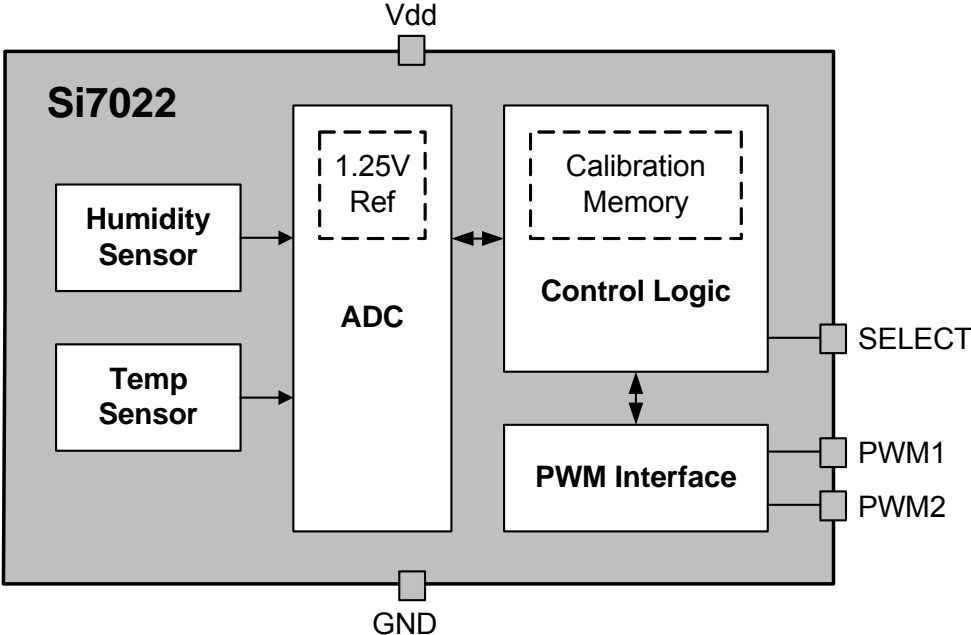 Vdd
Si7022
1.25V
Ref
Calibration
Memory
Humidity
Sensor
Control Logic
ADC
SELECT
Temp
Sensor
PWM1
PWM Interface
PWM2
GND